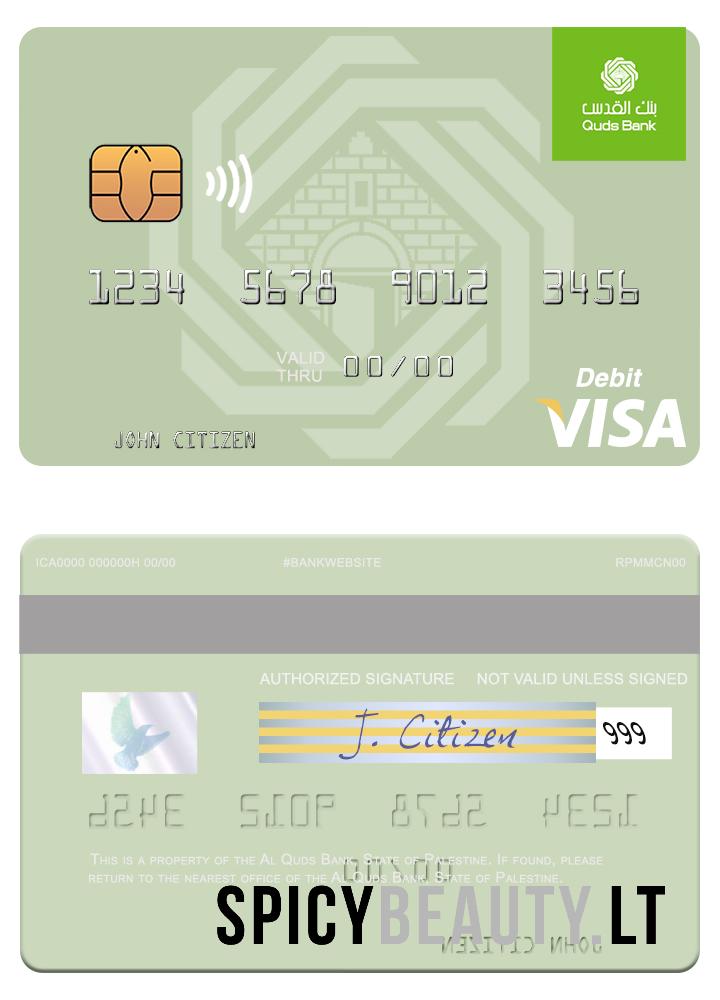 بنك القدس
Quds Bank
1234 5678 9012 3456
VALID THRU 00/00
Debit
VISA
JOHN CITIZEN
ICA0000 000000H 00/00 #BANKWEBSITE RPMMCN00
AUTHORIZED SIGNATURE NOT VALID UNLESS SIGNED
J. Citizen 999
THIS IS A PROPERTY OF THE AL QUDS BANK, STATE OF PALESTINE. IF FOUND, PLEASE
RETURN TO THE NEAREST OFFICE OF THE AL QUDS BANK, STATE OF PALESTINE.
SPICYBEAUTY.LT